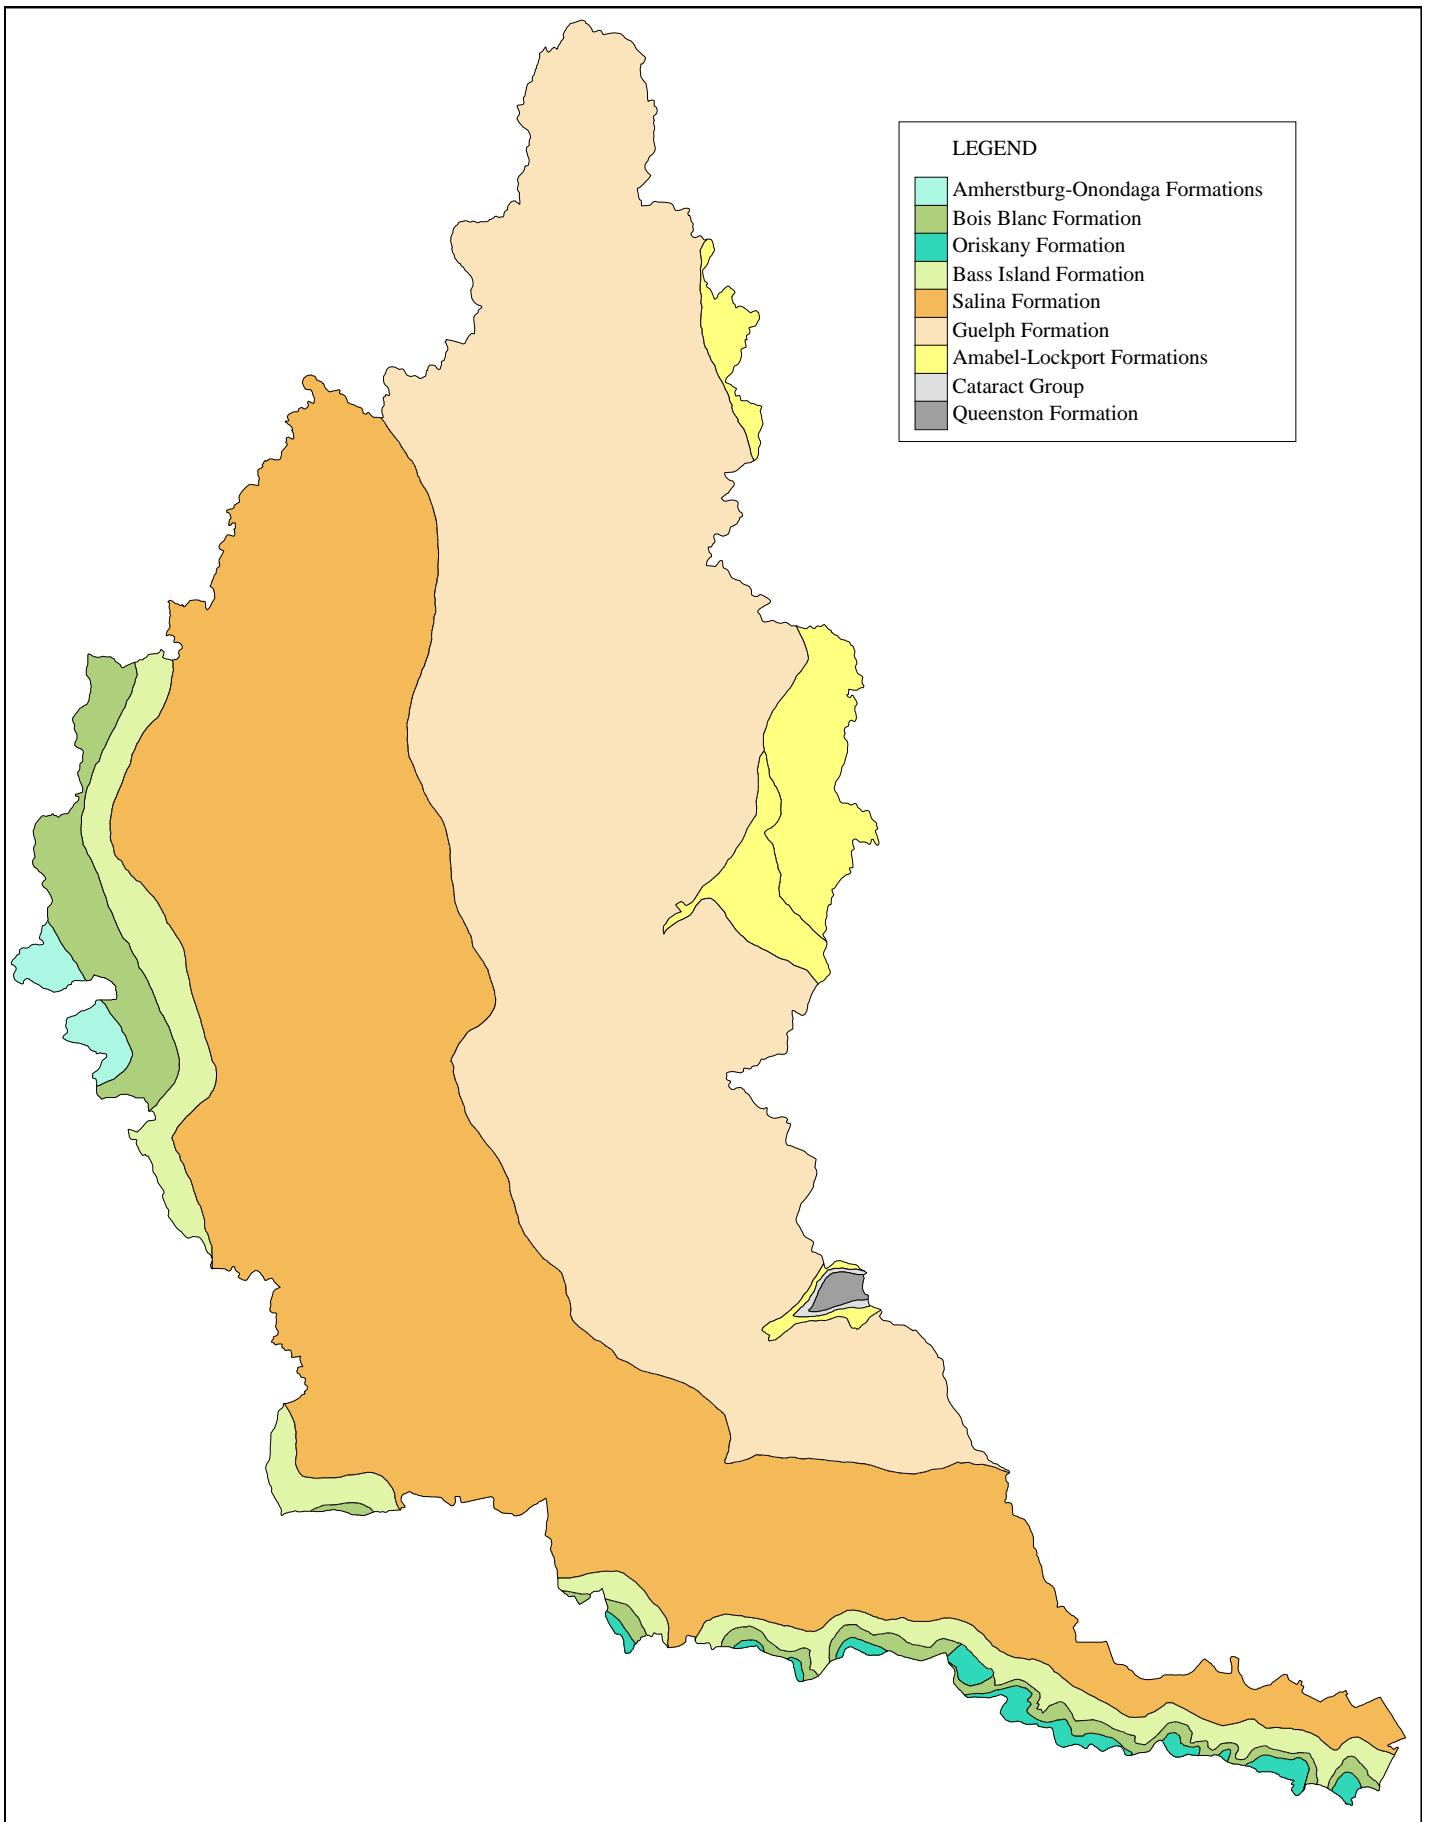 LEGEND
Amherstburg-Onondaga Formations
Bois Blanc Formation
Oriskany Formation
Bass Island Formation
Salina Formation
Guelph Formation
Amabel-Lockport Formations
Cataract Group
Queenston Formation